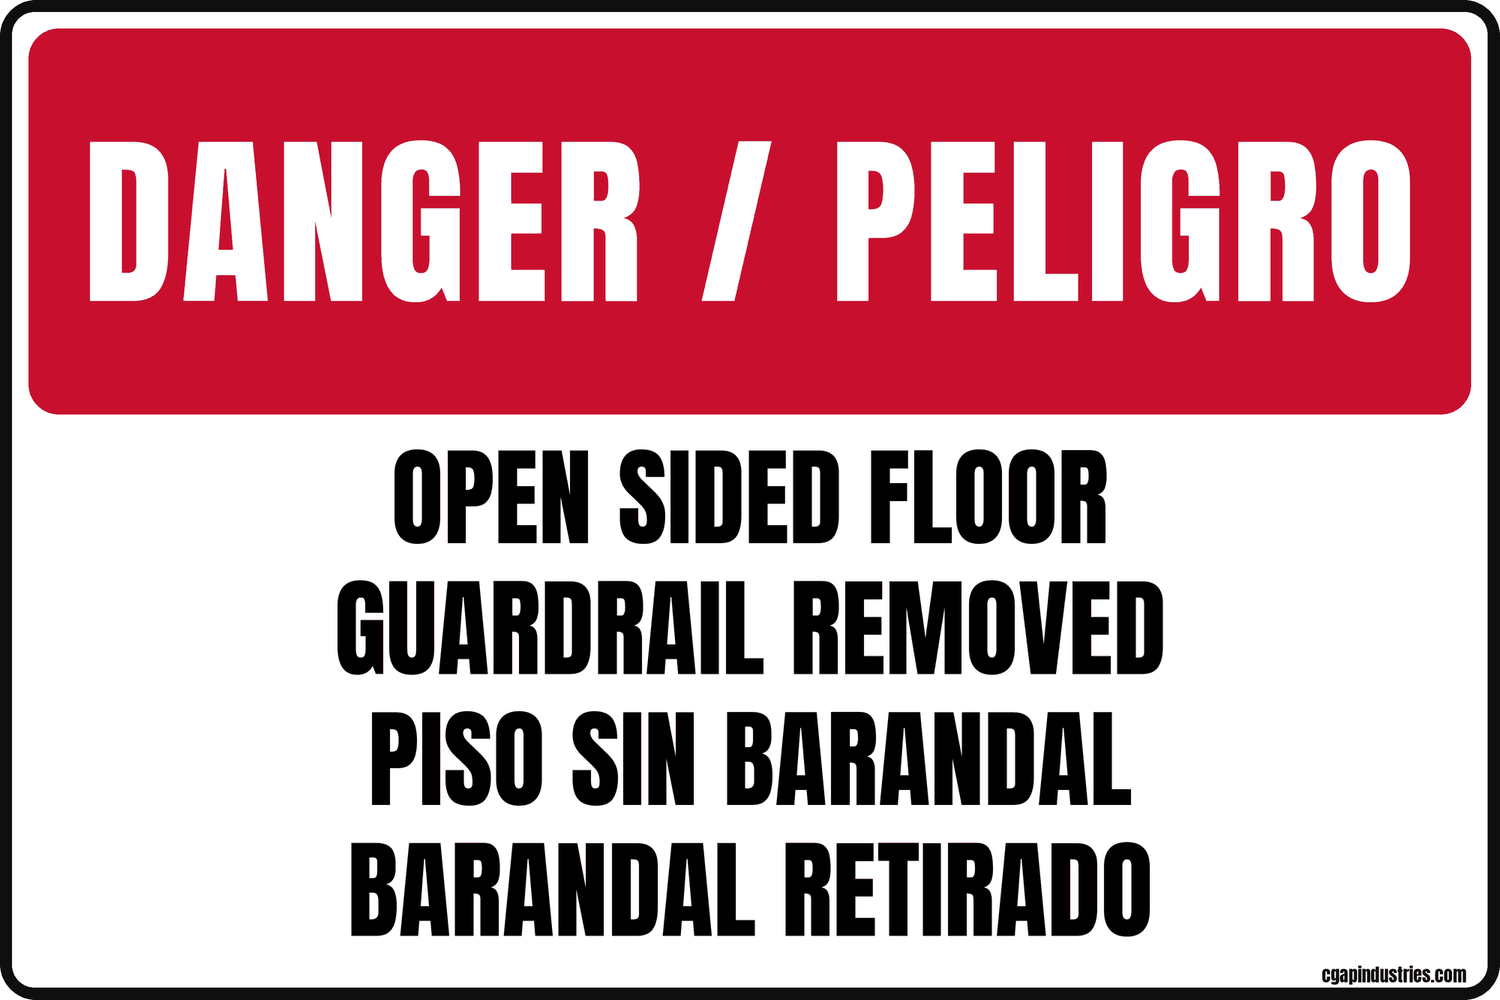 DANGER / PELIGRO
OPEN SIDED FLOOR
GUARDRAIL REMOVED
PISO SIN BARANDAL
BARANDAL RETIRADO
cgapindustries.com